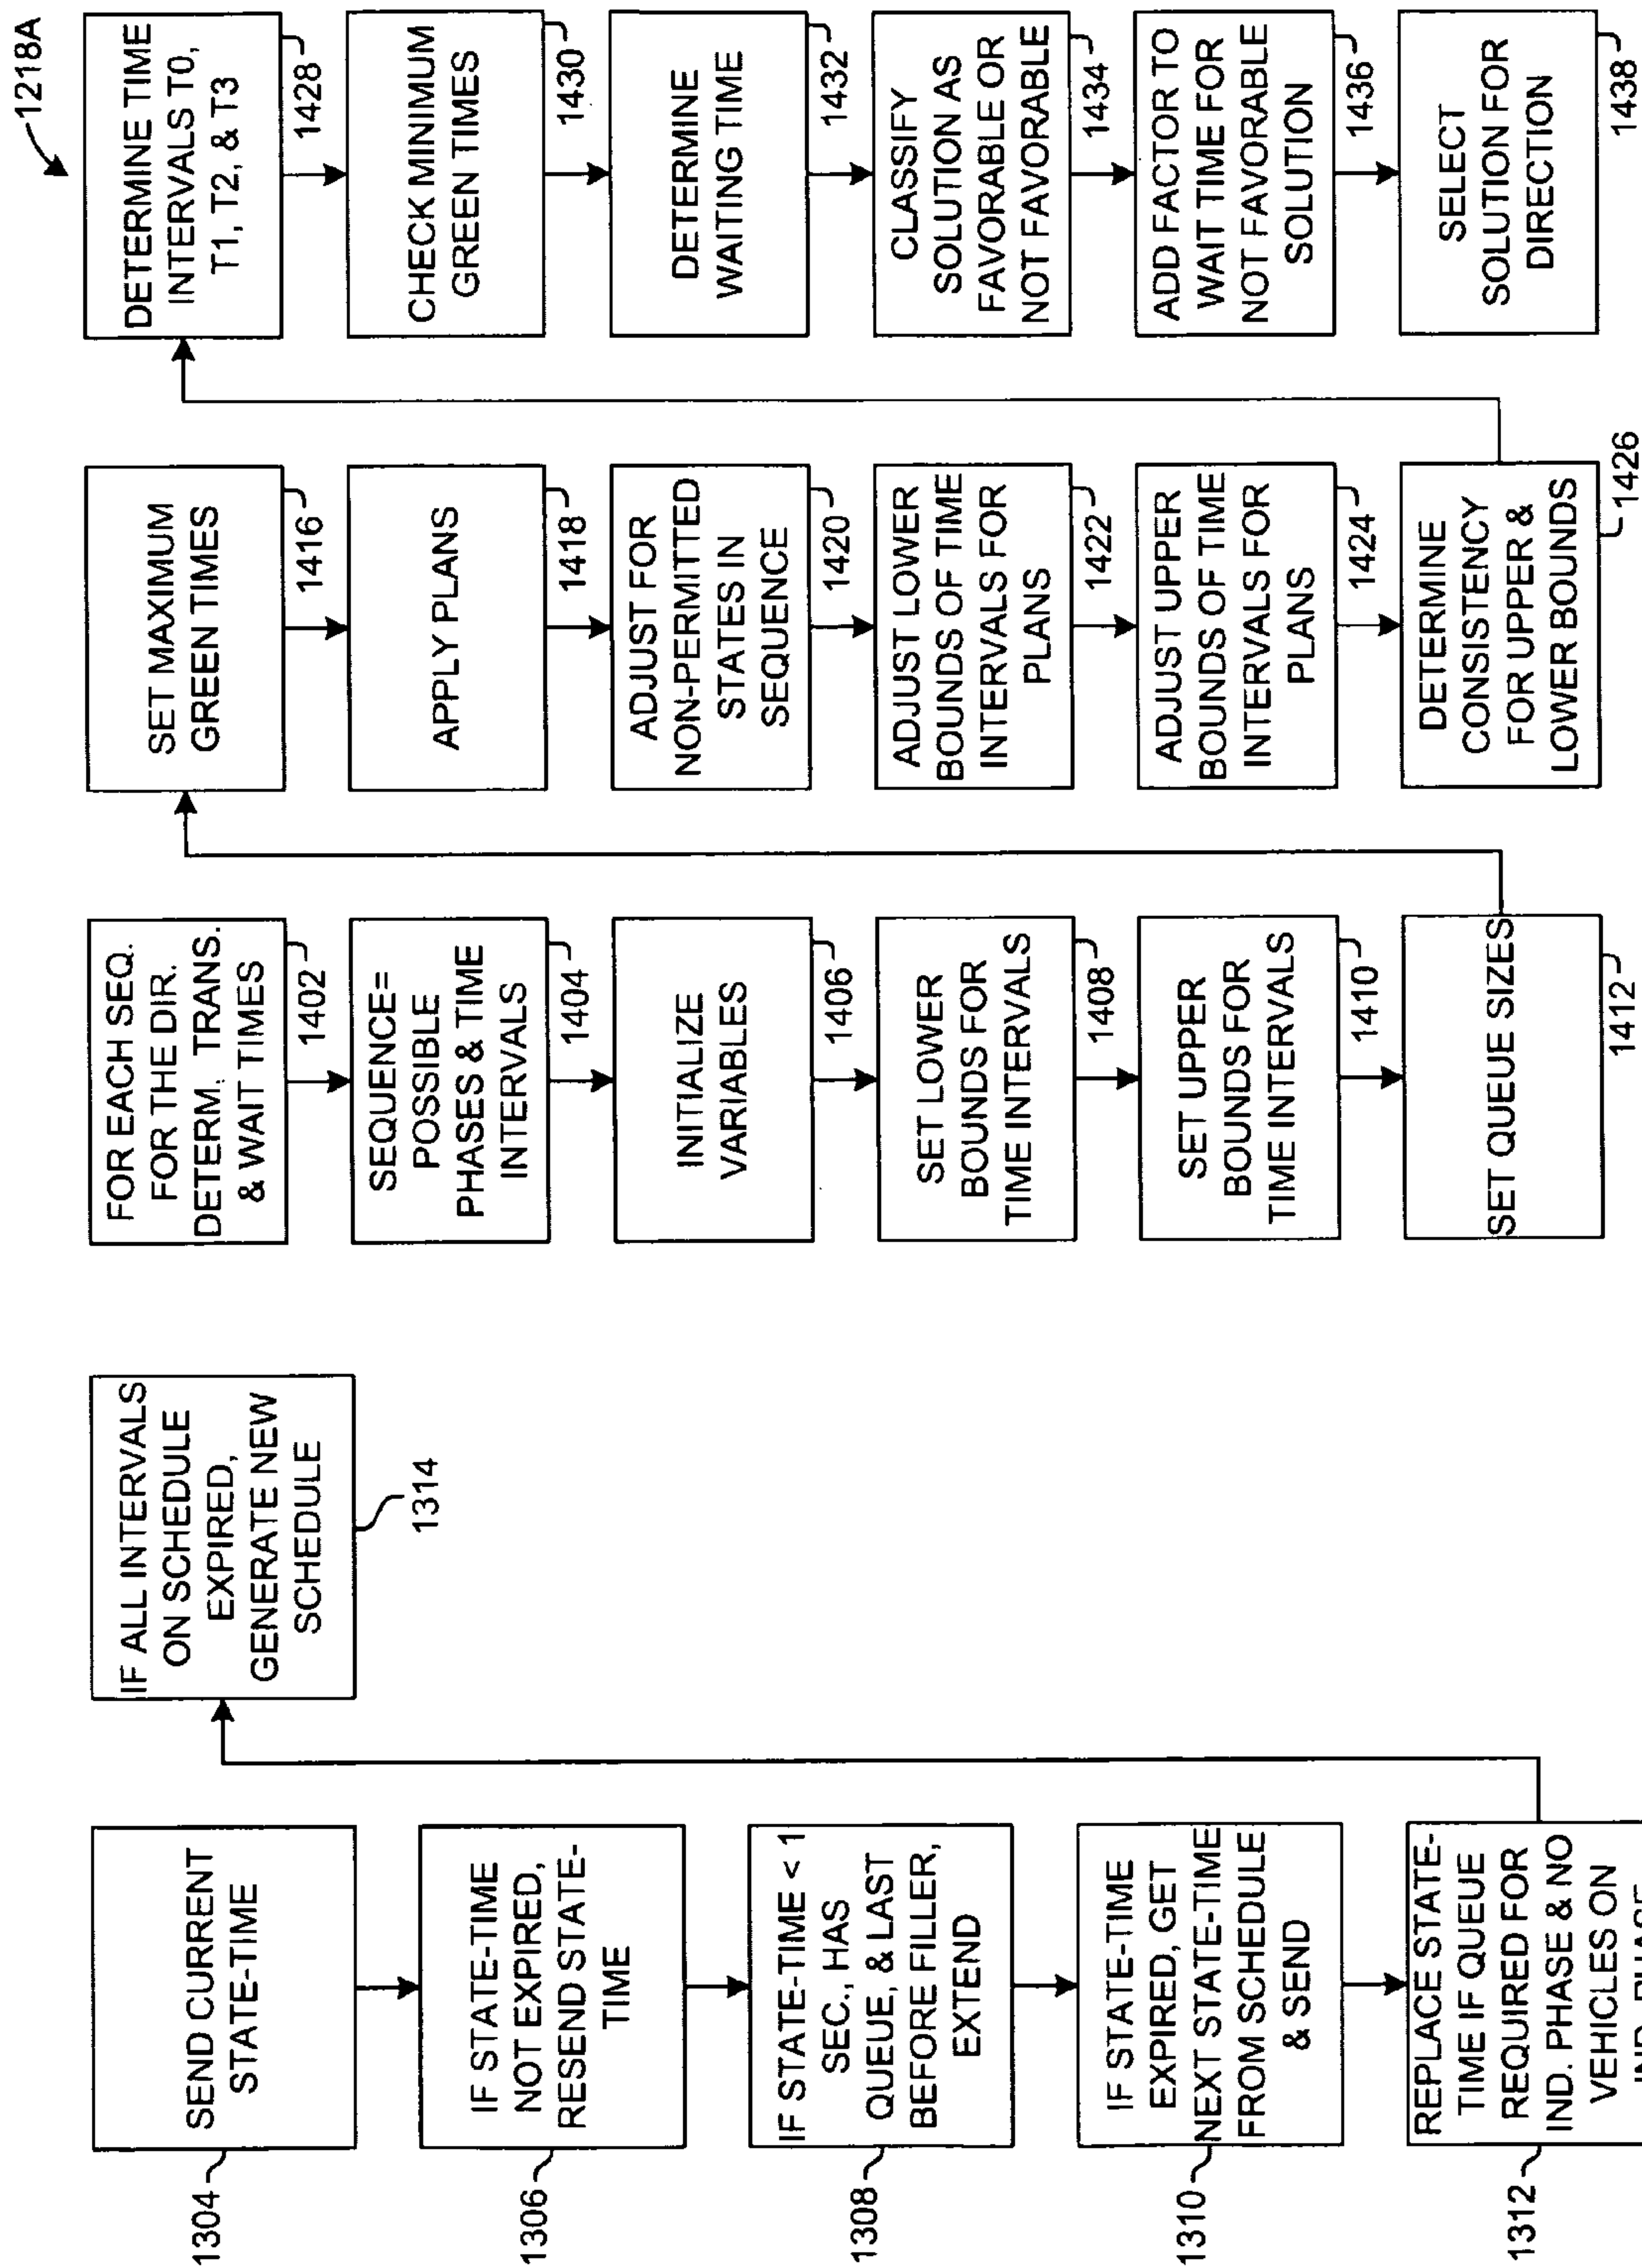 1304
SEND CURRENT
STATE-TIME
1306
IF STATE-TIME
NOT EXPIRED,
RESEND STATE-
TIME
1308
IF STATE-TIME < 1
SEC., HAS
QUEUE, & LAST
BEFORE FILLER,
EXTEND
1310
IF STATE-TIME
EXPIRED, GET
NEXT STATE-TIME
FROM SCHEDULE
& SEND
1312
REPLACE STATE-
TIME IF QUEUE
REQUIRED FOR
IND. PHASE & NO
VEHICLES ON
IND. PHASE
IF ALL INTERVALS
ON SCHEDULE
EXPIRED,
GENERATE NEW
SCHEDULE
1314
1218A
FOR EACH SEQ.
FOR THE DIR.
DETERM. TRANS.
& WAIT TIMES
1402
SEQUENCE=
POSSIBLE
PHASES & TIME
INTERVALS
1404
INITIALIZE
VARIABLES
1406
SET LOWER
BOUNDS FOR
TIME INTERVALS
1408
SET UPPER
BOUNDS FOR
TIME INTERVALS
1410
SET QUEUE SIZES
1412
SET MAXIMUM
GREEN TIMES
1416
APPLY PLANS
1418
ADJUST FOR
NON-PERMITTED
STATES IN
SEQUENCE
1420
ADJUST LOWER
BOUNDS OF TIME
INTERVALS FOR
PLANS
1422
ADJUST UPPER
BOUNDS OF TIME
INTERVALS FOR
PLANS
1424
DETERMINE
CONSISTENCY
FOR UPPER &
LOWER BOUNDS
1426
DETERMINE TIME
INTERVALS T0,
T1, T2, & T3
1428
CHECK MINIMUM
GREEN TIMES
1430
DETERMINE
WAITING TIME
1432
CLASSIFY
SOLUTION AS
FAVORABLE OR
NOT FAVORABLE
1434
ADD FACTOR TO
WAIT TIME FOR
NOT FAVORABLE
SOLUTION
1436
SELECT
SOLUTION FOR
DIRECTION
1438